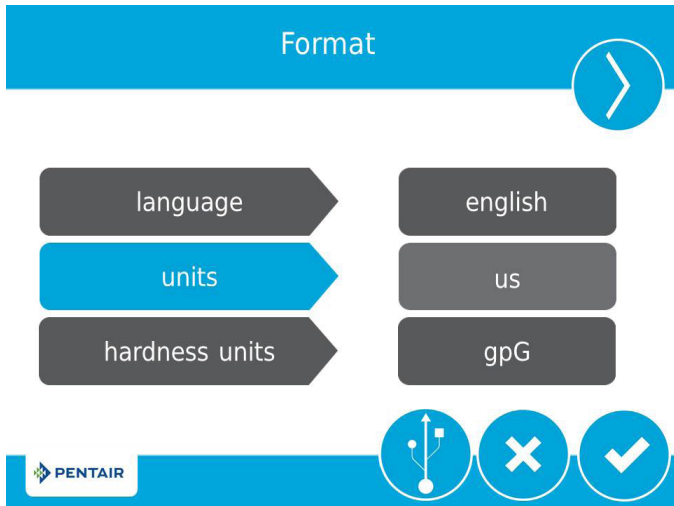 Format
language
english
units
us
hardness units
gpG
PENTAIR